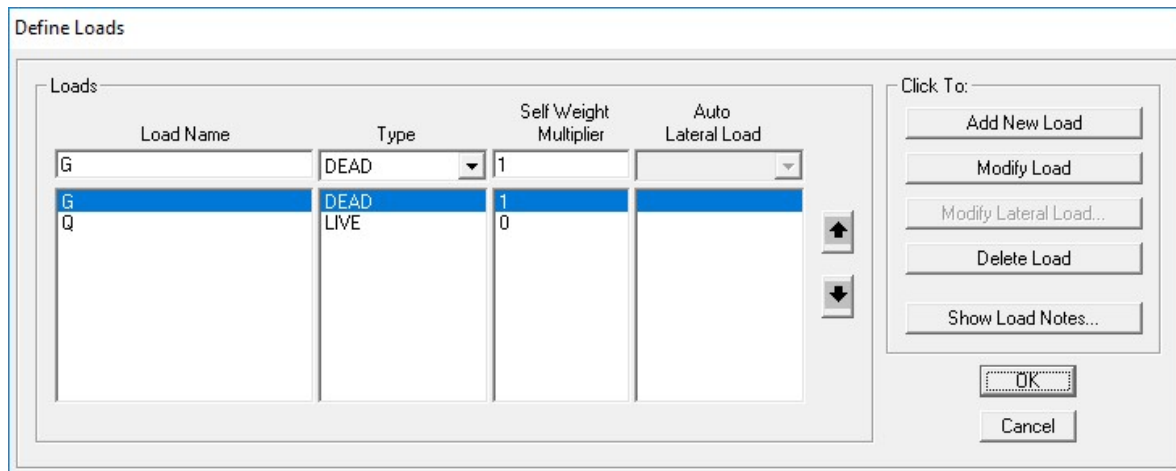 Define Loads
Loads
Load Name
Type
Self Weight
Multiplier
Auto
Lateral Load
G DEAD 1
G DEAD 1
Q LIVE 0
Click To:
Add New Load
Modify Load
Modify Lateral Load...
Delete Load
Show Load Notes...
OK
Cancel